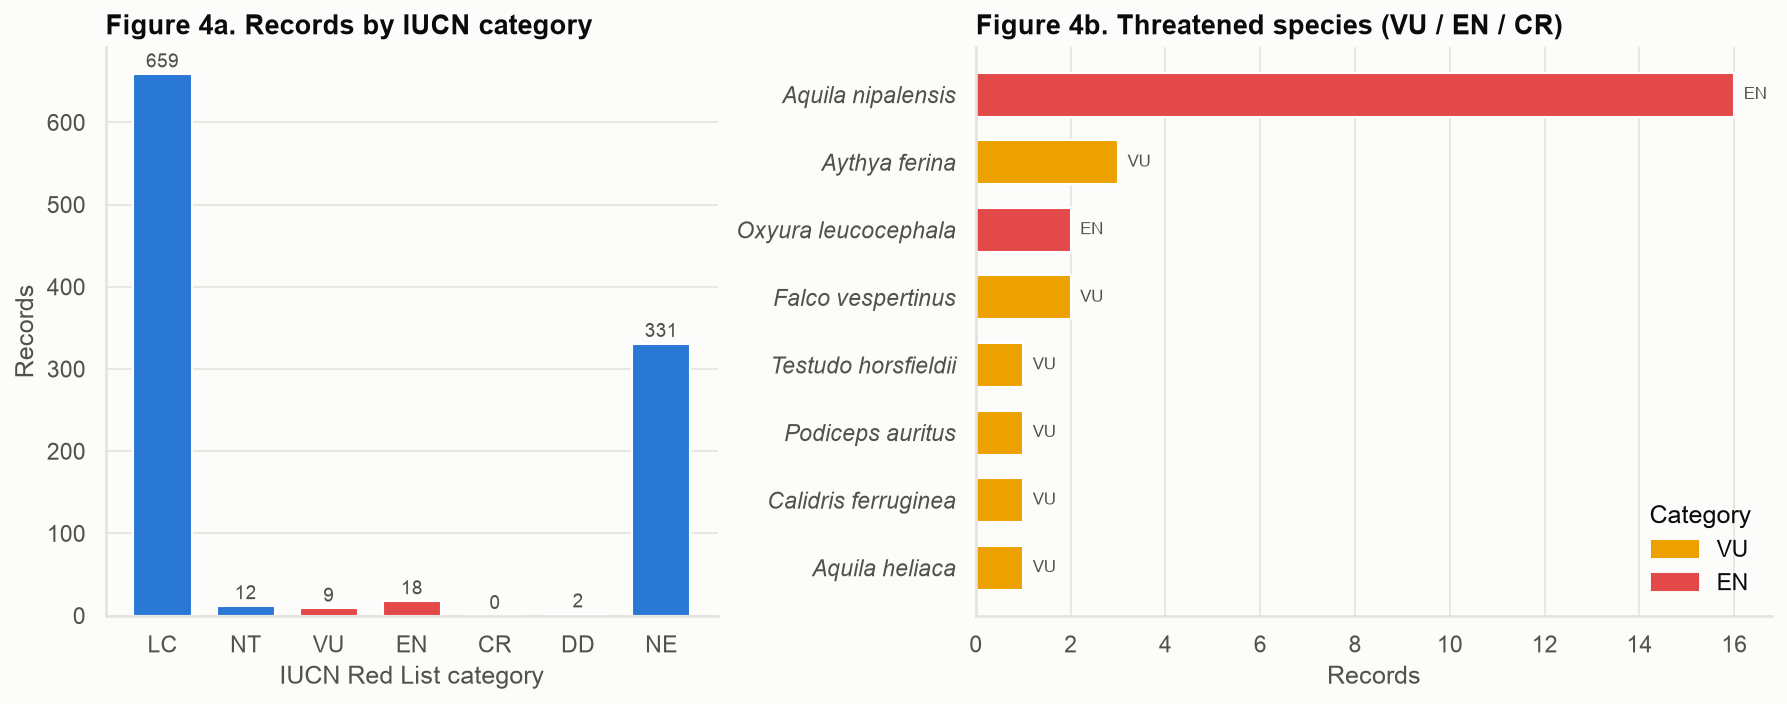 Figure 4a. Records by IUCN category
Records
600
500
400
300
200
100
0
659
12
9
18
0
2
331
LC NT VU EN CR DD NE
IUCN Red List category
Figure 4b. Threatened species (VU / EN / CR)
Aquila nipalensis EN
Aythya ferina VU
Oxyura leucocephala EN
Falco vespertinus VU
Testudo horsfieldii VU
Podiceps auritus VU
Calidris ferruginea VU
Aquila heliaca VU
Category
VU
EN
0 2 4 6 8 10 12 14 16
Records